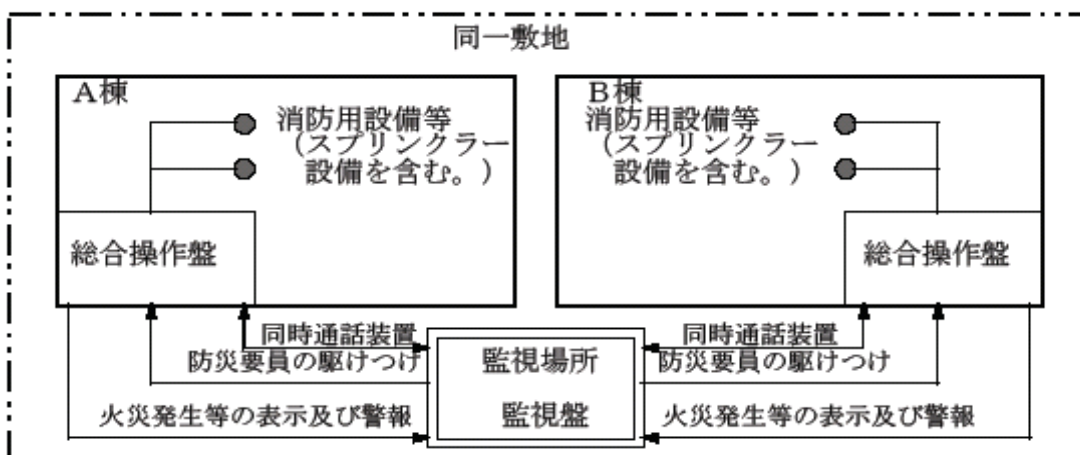 同一敷地
A棟
消防用設備等
(スプリンクラー
設備を含む。)
総合操作盤
B棟
消防用設備等
(スプリンクラー
設備を含む。)
総合操作盤
同時通話装置
防災要員の駆けつけ
火災発生等の表示及び警報
監視場所
監視盤
同時通話装置
防災要員の駆けつけ
火災発生等の表示及び警報